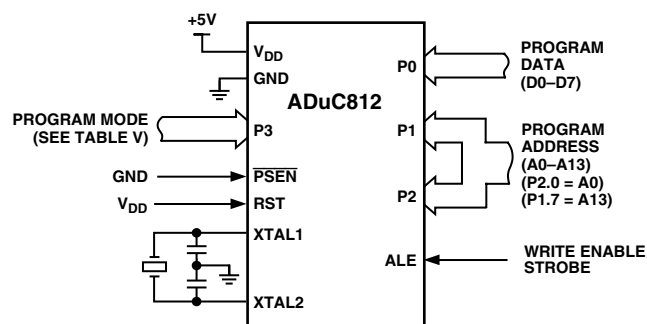 +5V
VDD
GND
ADuC812
PROGRAM MODE
(SEE TABLE V)
P3
GND
PSEN
VDD
RST
XTAL1
XTAL2
P0
PROGRAM
DATA
(D0–D7)
P1
PROGRAM
ADDRESS
(A0–A13)
(P2.0 = A0)
(P1.7 = A13)
P2
ALE
WRITE ENABLE
STROBE